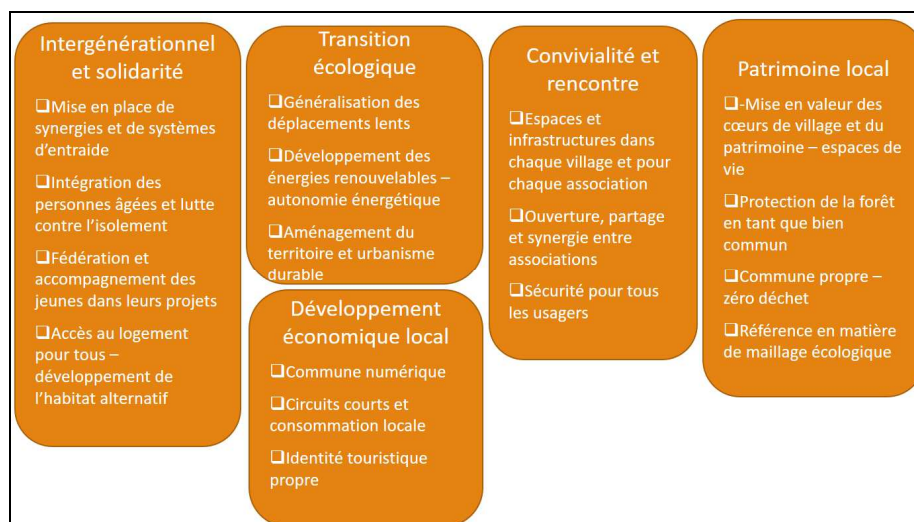 Intergénérationnel
et solidarité
❑Mise en place de
synergies et de systèmes
d'entraide
❑Intégration des
personnes âgées et lutte
contre l'isolement
❑Fédération et
accompagnement des
jeunes dans leurs projets
❑Accès au logement
pour tous –
développement de
l'habitat alternatif
Transition
écologique
❑Généralisation des
déplacements lents
❑Développement des
énergies renouvelables –
autonomie énergétique
❑Aménagement du
territoire et urbanisme
durable
Développement
économique local
❑Commune numérique
❑Circuits courts et
consommation locale
❑Identité touristique
propre
Convivialité et
rencontre
❑Espaces et
infrastructures dans
chaque village et pour
chaque association
❑Ouverture, partage
et synergie entre
associations
❑Sécurité pour tous
les usagers
Patrimoine local
❑-Mise en valeur des
cœurs de village et du
patrimoine – espaces de
vie
❑Protection de la forêt
en tant que bien
commun
❑Commune propre –
zéro déchet
❑Référence en matière
de maillage écologique